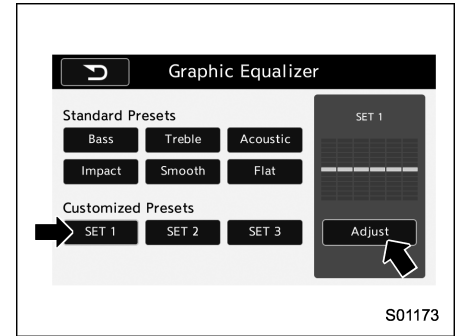 Graphic Equalizer
Standard Presets
Bass Treble Acoustic
Impact Smooth Flat
Customized Presets
SET 1 SET 2 SET 3
SET 1
Adjust
S01173